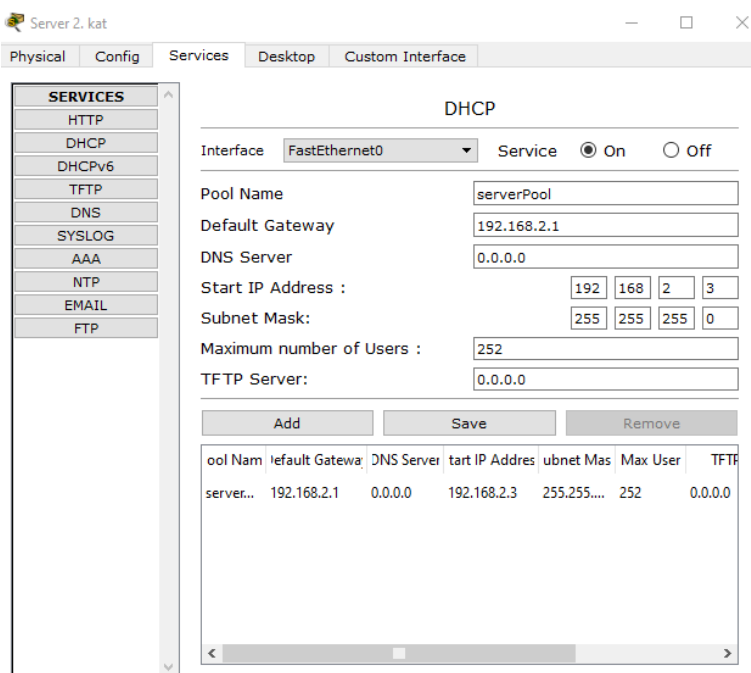 Server 2. kat
Physical Config Services Desktop Custom Interface
SERVICES
HTTP
DHCP
DHCPv6
TFTP
DNS
SYSLOG
AAA
NTP
EMAIL
FTP
DHCP
Interface FastEthernet0 Service On Off
Pool Name serverPool
Default Gateway 192.168.2.1
DNS Server 0.0.0.0
Start IP Address : 192 168 2 3
Subnet Mask: 255 255 255 0
Maximum number of Users : 252
TFTP Server: 0.0.0.0
Add Save Remove
ool Nam efault Gateway DNS Server tart IP Addres ubnet Mas Max User TFTP
server... 192.168.2.1 0.0.0.0 192.168.2.3 255.255.... 252 0.0.0.0